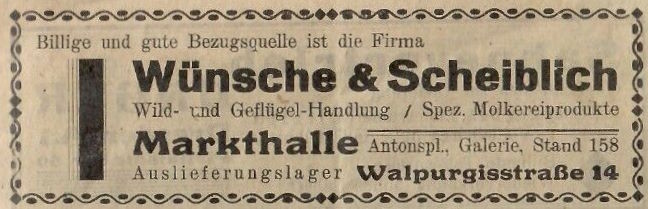 Billige und gute Bezugsquelle ist die Firma
Wünsche & Scheiblich
Wild- und Geflügel-Handlung / Spez. Molkereiprodukte
Markthalle Antonspl., Galerie, Stand 158
Auslieferungslager Walpurgisstraße 14